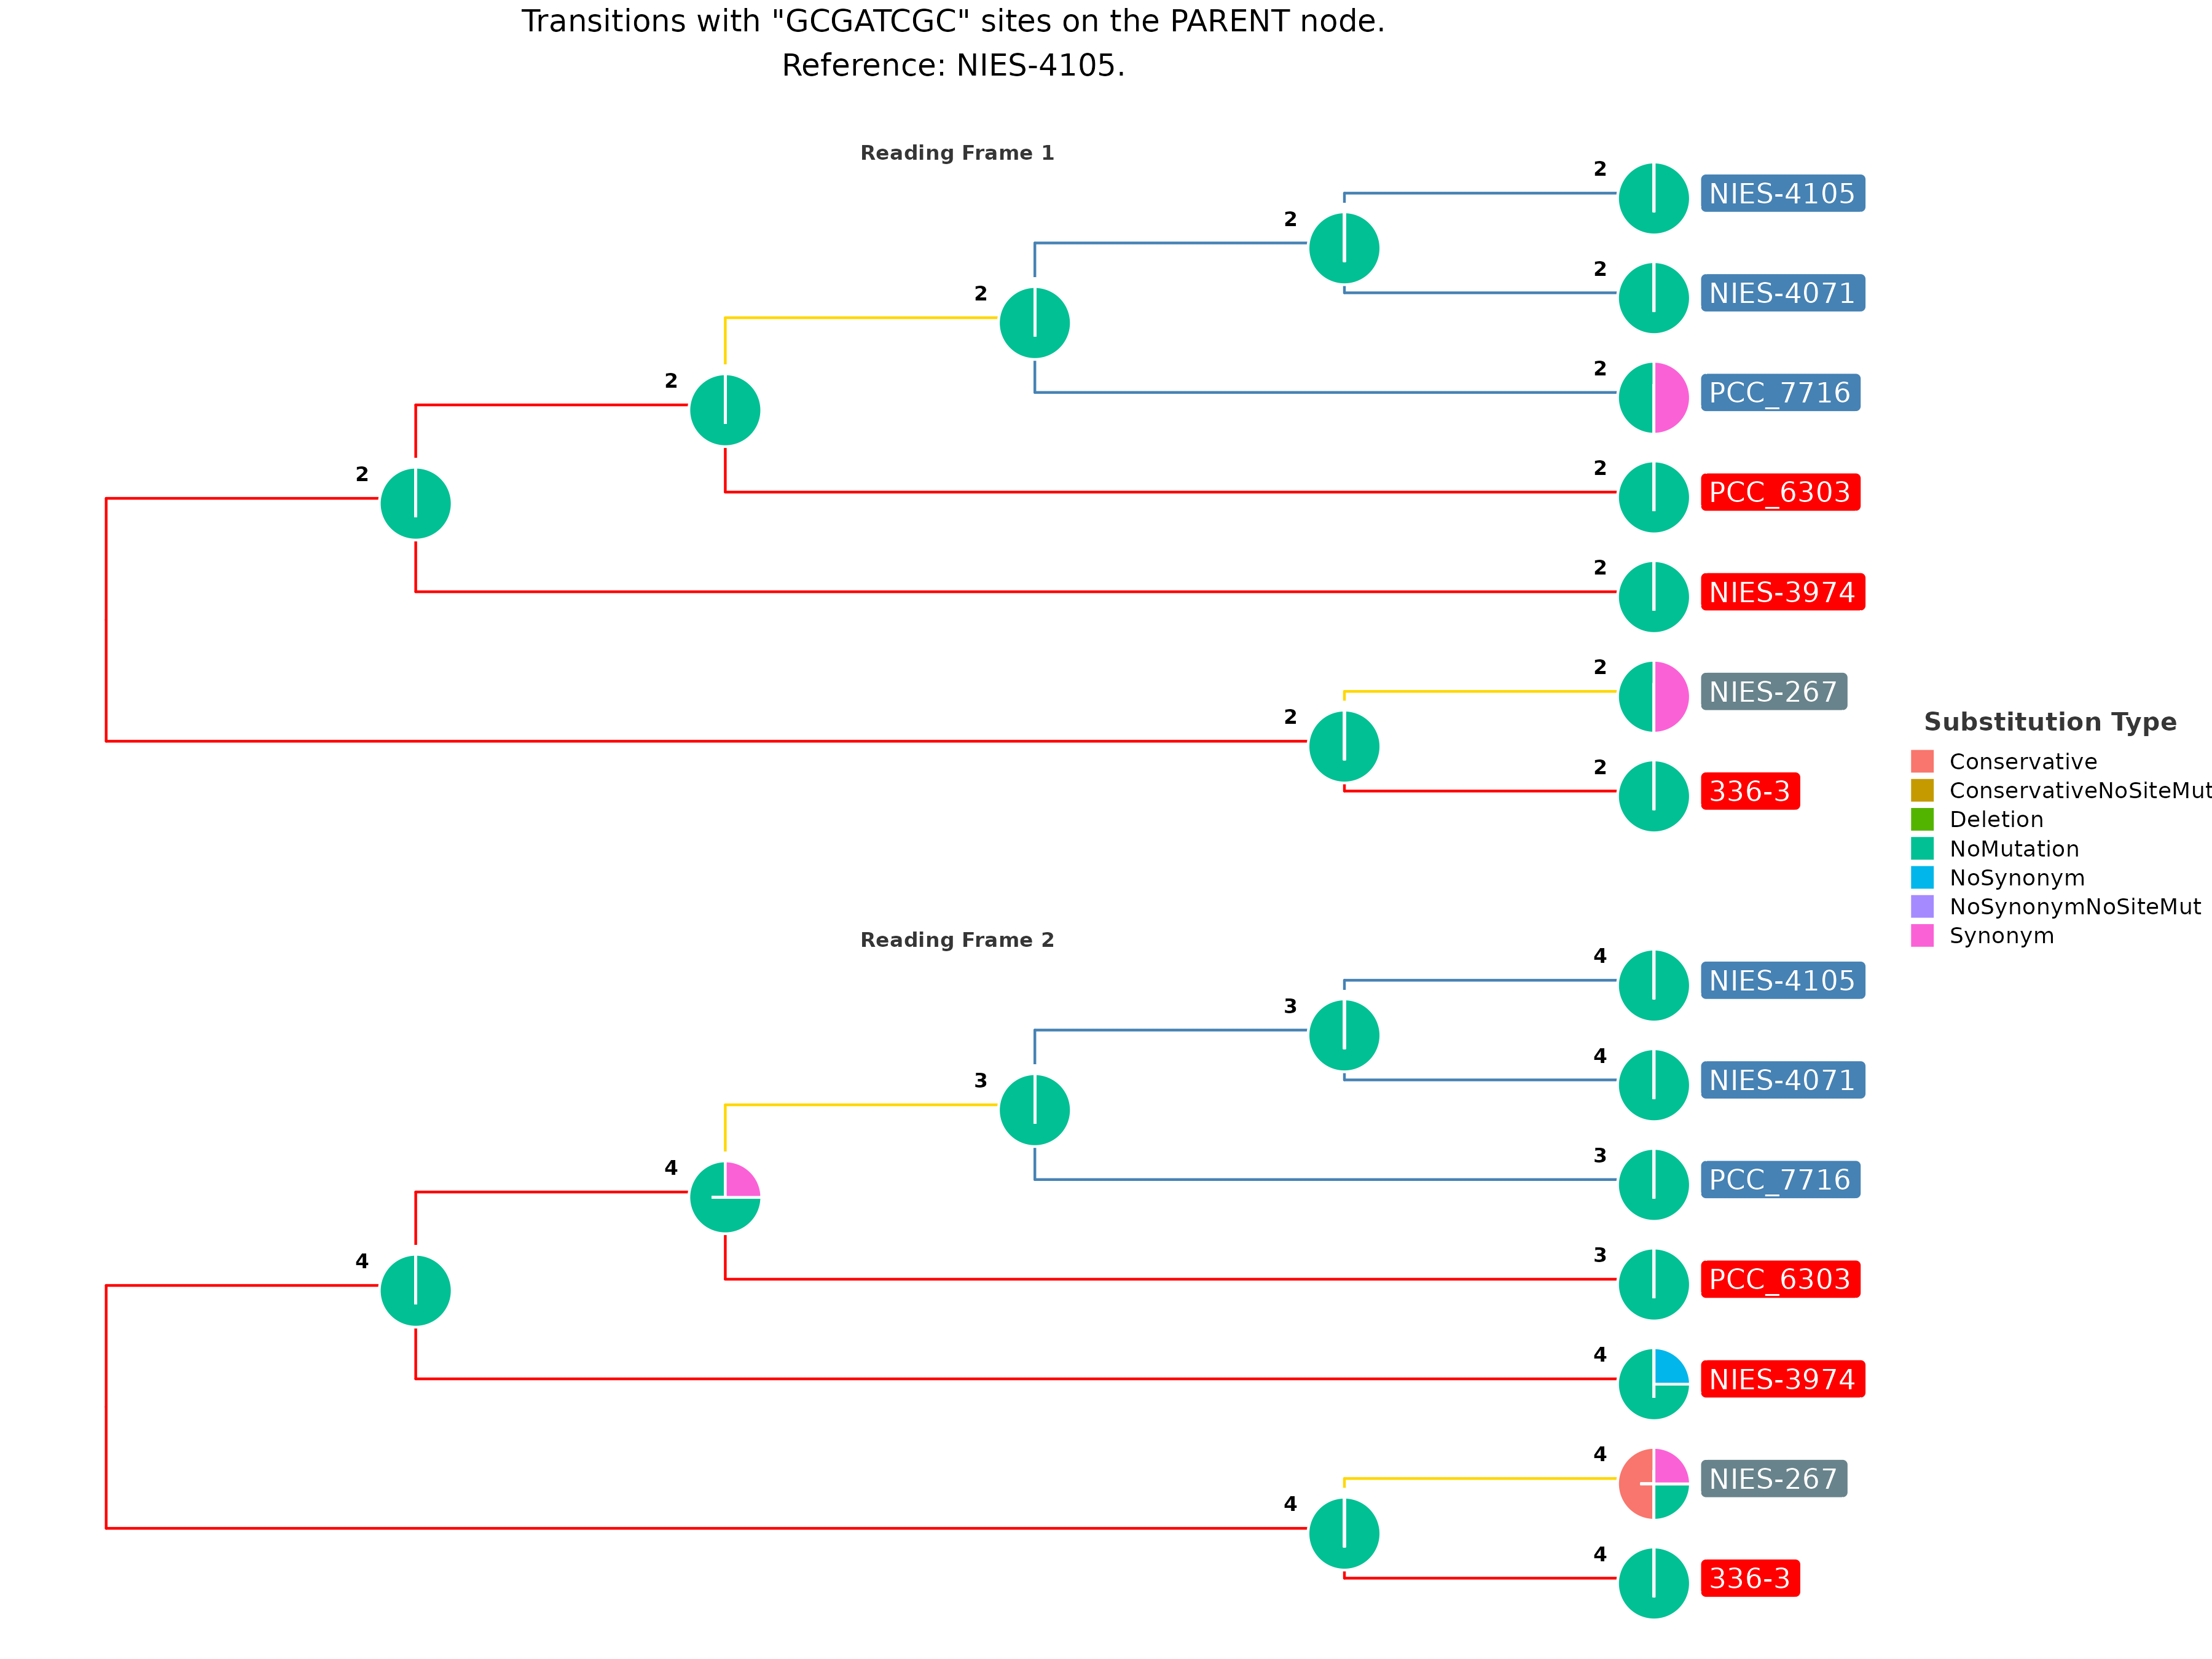 Transitions with "GCGATCGC" sites on the PARENT node.
Reference: NIES-4105.
Reading Frame 1
2
NIES-4105
2
2
NIES-4071
2
2
PCC_7716
2
2
PCC_6303
2
2
NIES-3974
2
NIES-267
2
2
336-3
Substitution Type
Conservative
ConservativeNoSiteMut
Deletion
NoMutation
NoSynonym
NoSynonymNoSiteMut
Synonym
Reading Frame 2
4
NIES-4105
3
4
NIES-4071
3
3
PCC_7716
4
3
PCC_6303
4
4
NIES-3974
4
NIES-267
4
4
336-3